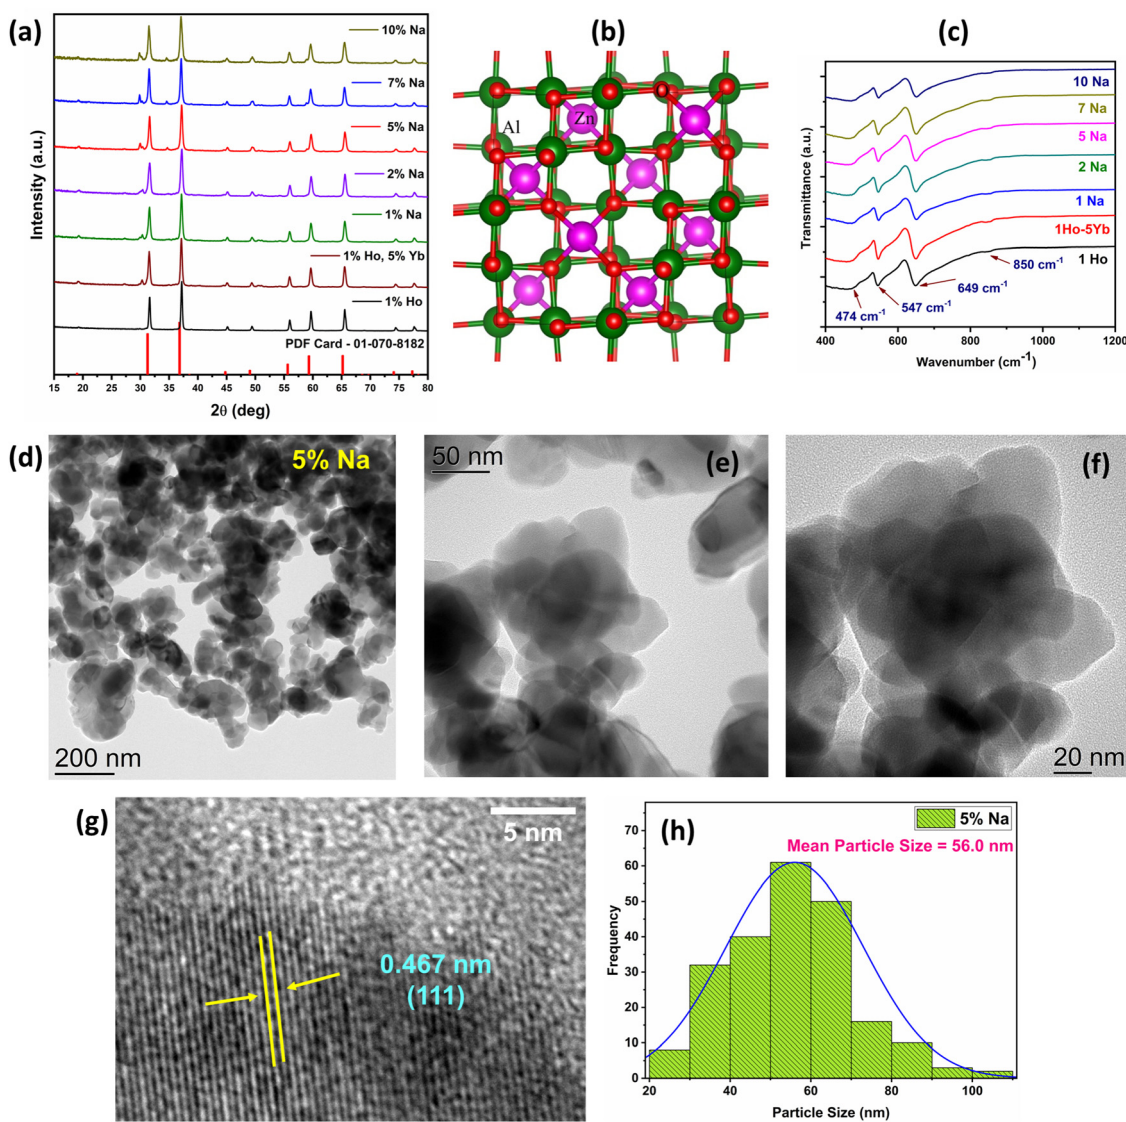 (a)
10% Na
7% Na
5% Na
2% Na
1% Na
1% Ho, 5% Yb
1% Ho
PDF Card - 01-070-8182
Intensity (a.u.)
15 20 25 30 35 40 45 50 55 60 65 70 75 80
2θ (deg)
(b)
O
Zn
Al
(c)
10 Na
7 Na
5 Na
2 Na
1 Na
1Ho-5Yb
1 Ho
850 cm-1
649 cm-1
547 cm-1
474 cm-1
Transmittance (a.u.)
400 600 800 1000 1200
Wavenumber (cm-1)
(d)
5% Na
200 nm
50 nm
(e)
(f)
20 nm
(g)
5 nm
0.467 nm
(111)
(h)
5% Na
Mean Particle Size = 56.0 nm
70
60
50
40
30
20
10
0
Frequency
20 40 60 80 100
Particle Size (nm)